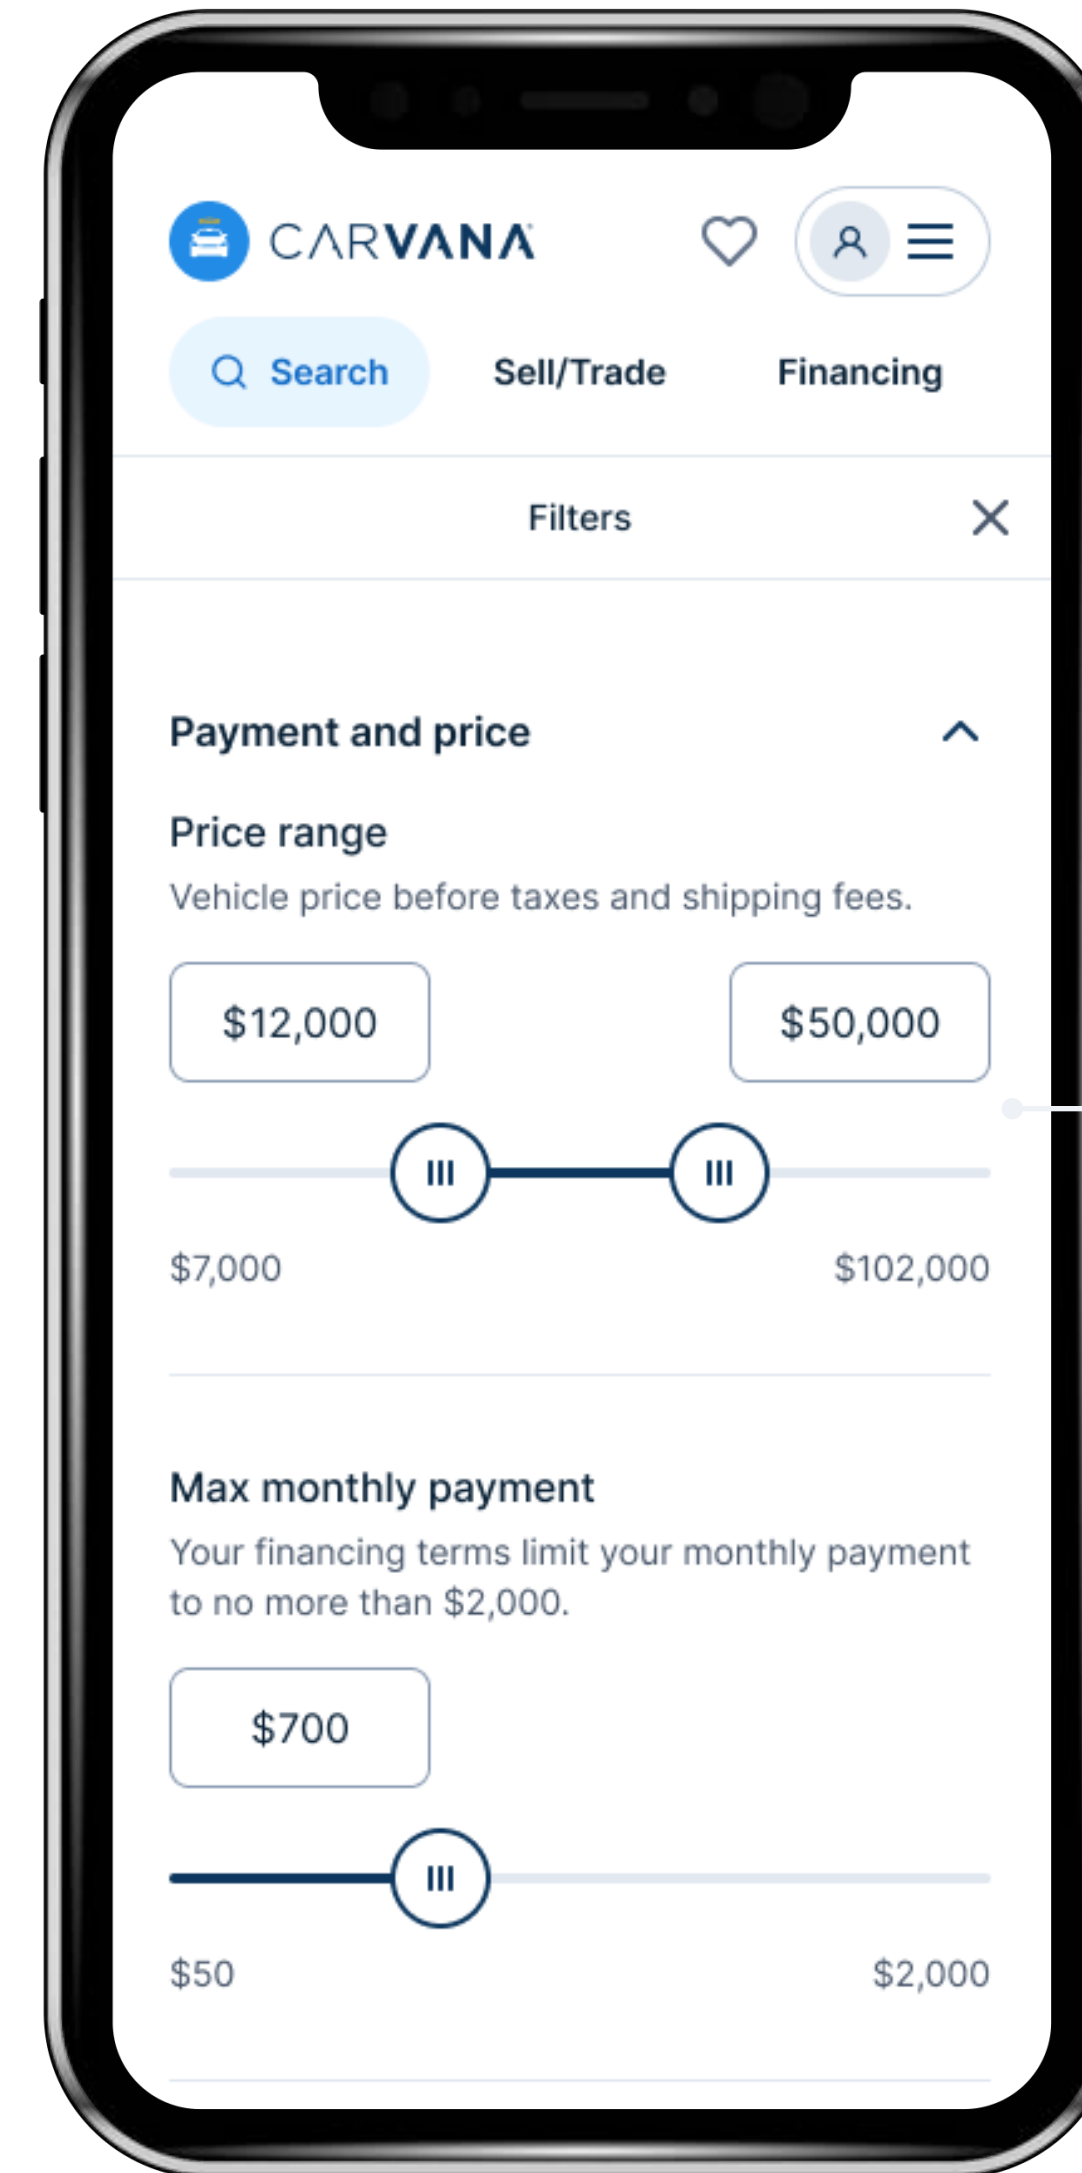 CARVANA
Search Sell/Trade Financing
Filters
Payment and price
Price range
Vehicle price before taxes and shipping fees.
$12,000 $50,000
$7,000 $102,000
Max monthly payment
Your financing terms limit your monthly payment
to no more than $2,000.
$700
$50 $2,000